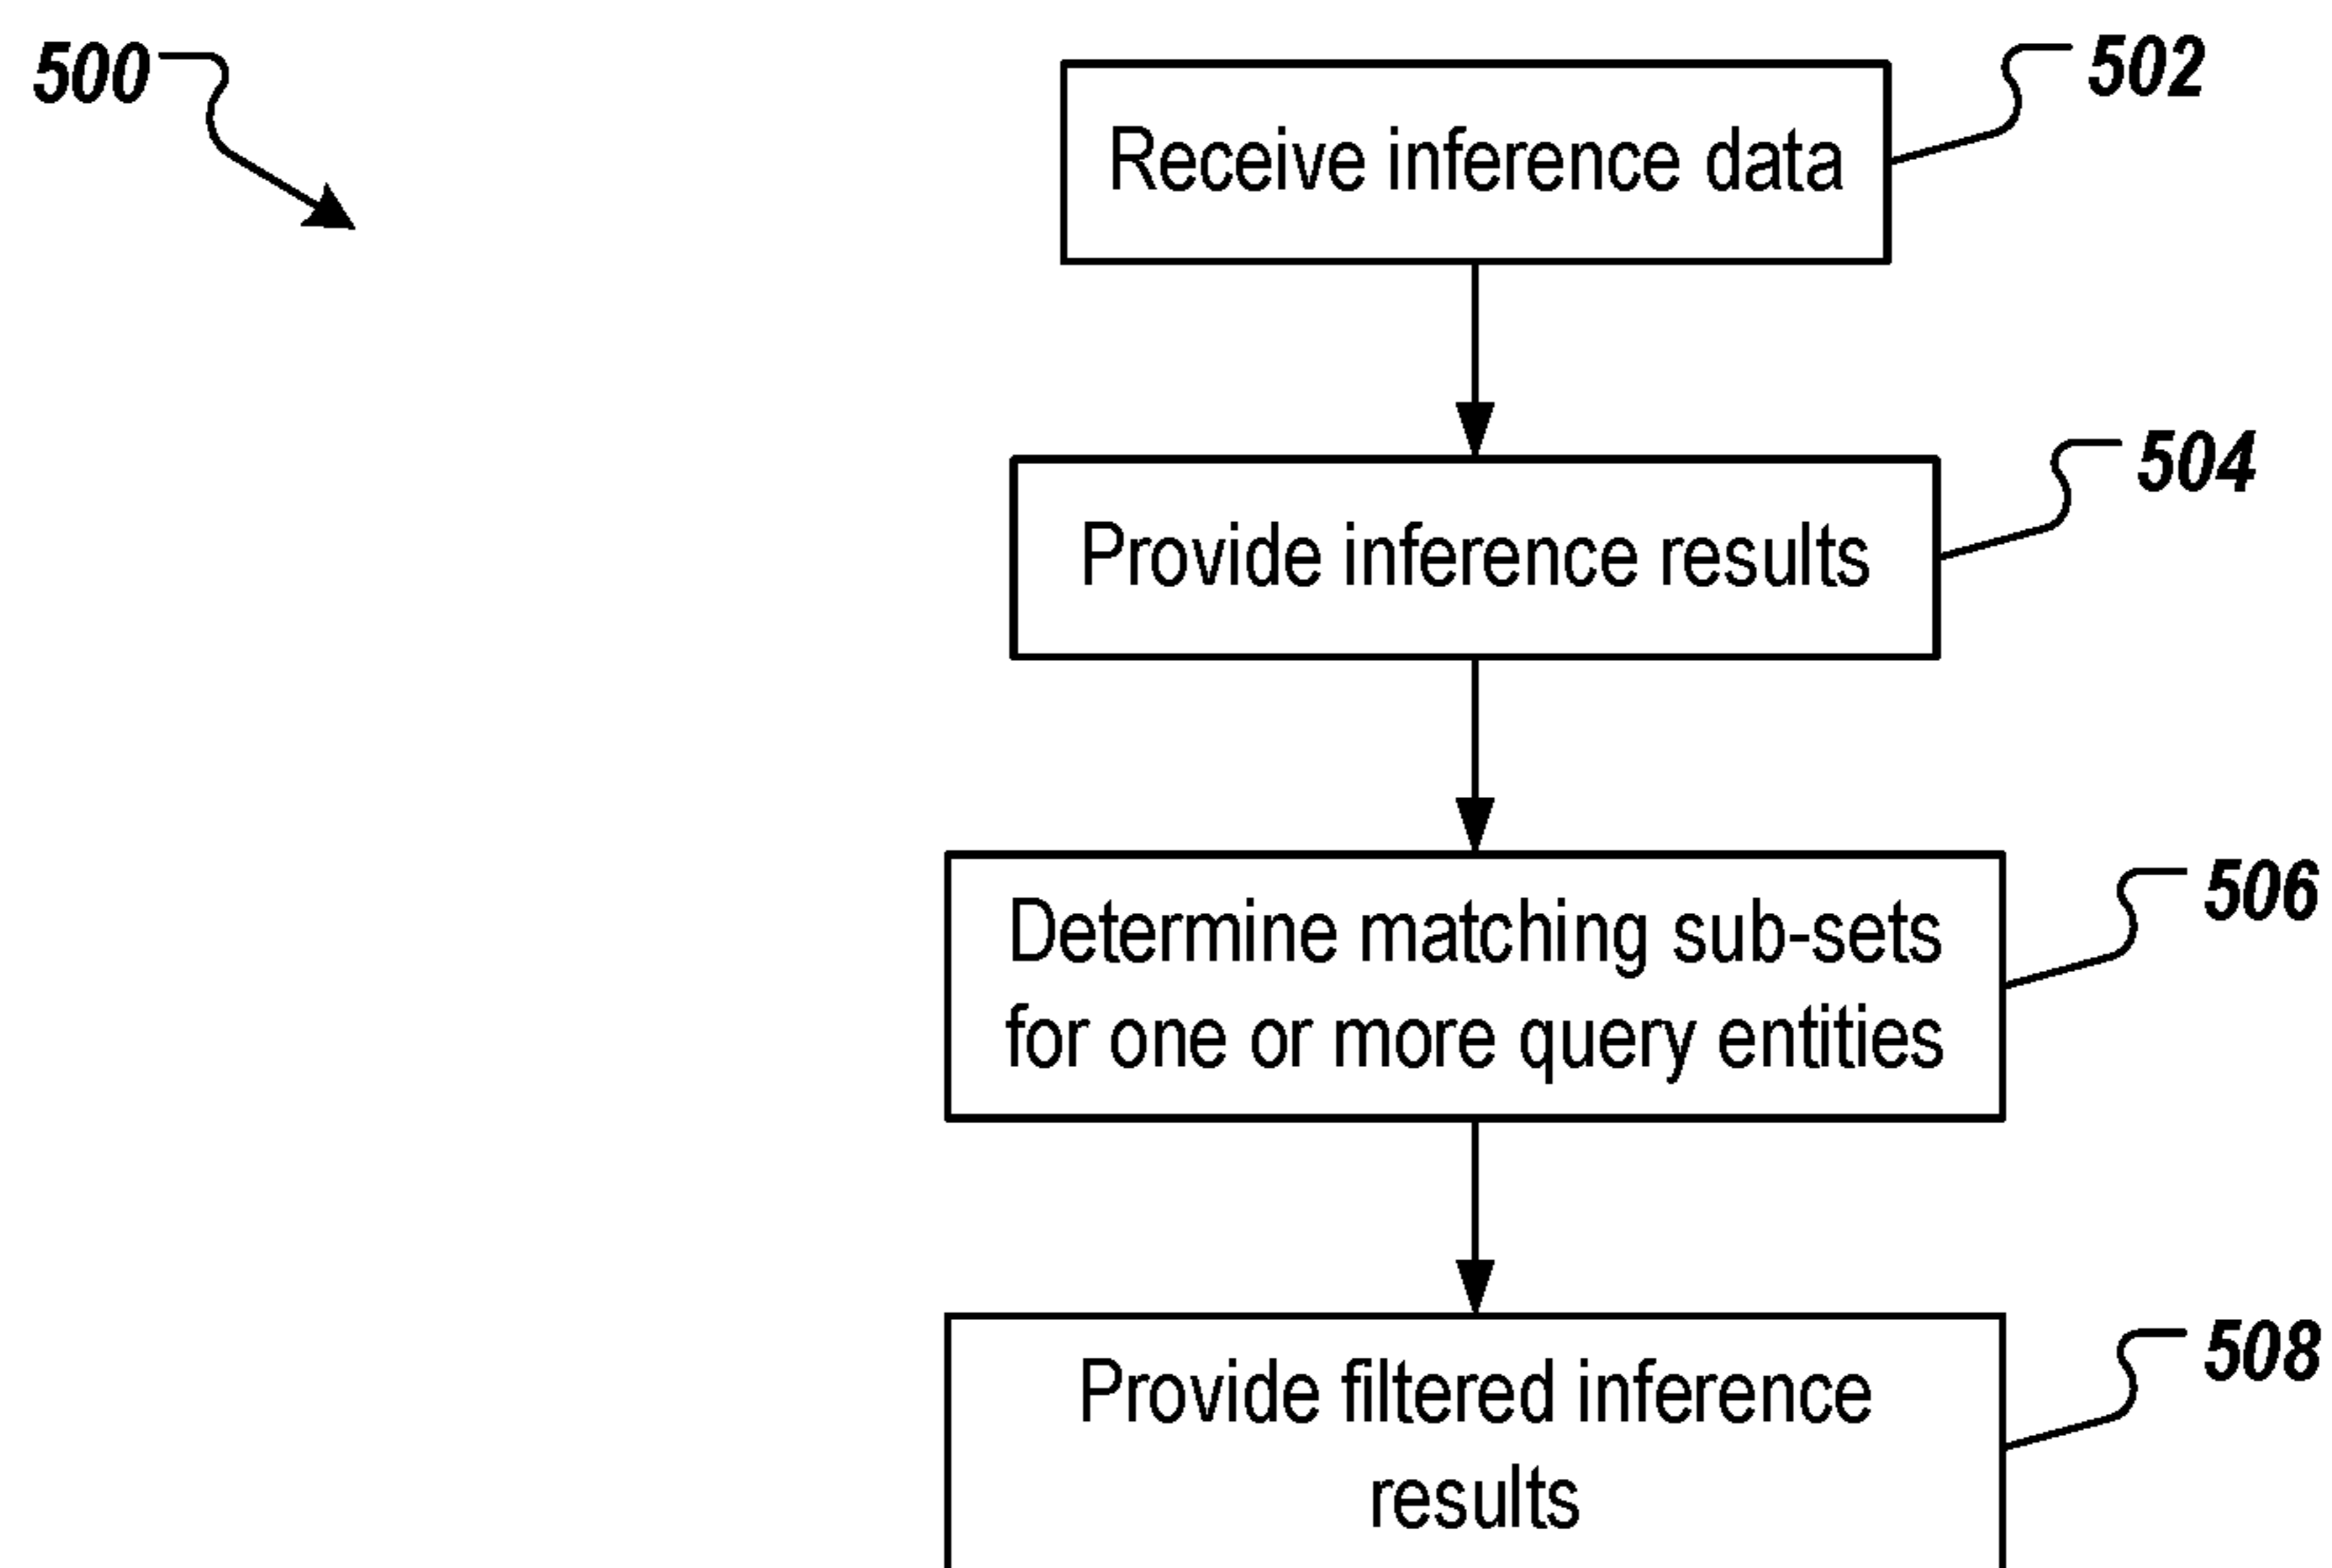 500
502
Receive inference data
504
Provide inference results
506
Determine matching sub-sets
for one or more query entities
508
Provide filtered inference
results